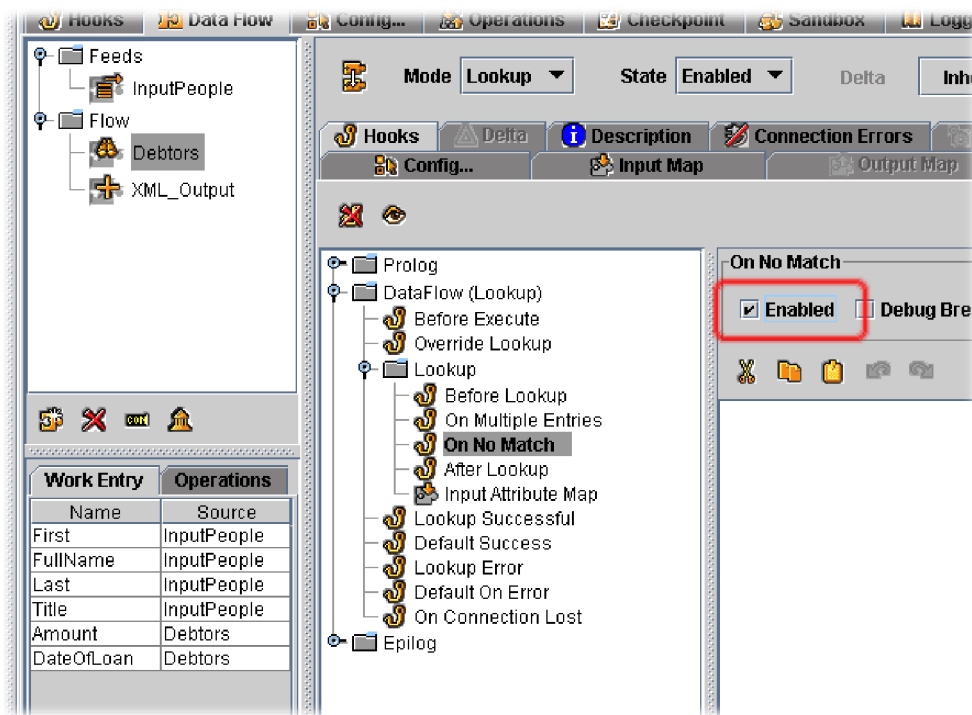 Hooks Data Flow Config... Operations Checkpoint Sandbox Logg
Feeds
InputPeople
Flow
Debtors
XML_Output
Mode Lookup State Enabled Delta Inh
Hooks Delta Description Connection Errors
Config... Input Map Output Map
Prolog
DataFlow (Lookup)
Before Execute
Override Lookup
Lookup
Before Lookup
On Multiple Entries
On No Match
After Lookup
Input Attribute Map
Lookup Successful
Default Success
Lookup Error
Default On Error
On Connection Lost
Epilog
On No Match
Enabled Debug Bre
Work Entry Operations
Name Source
First InputPeople
FullName InputPeople
Last InputPeople
Title InputPeople
Amount Debtors
DateOfLoan Debtors